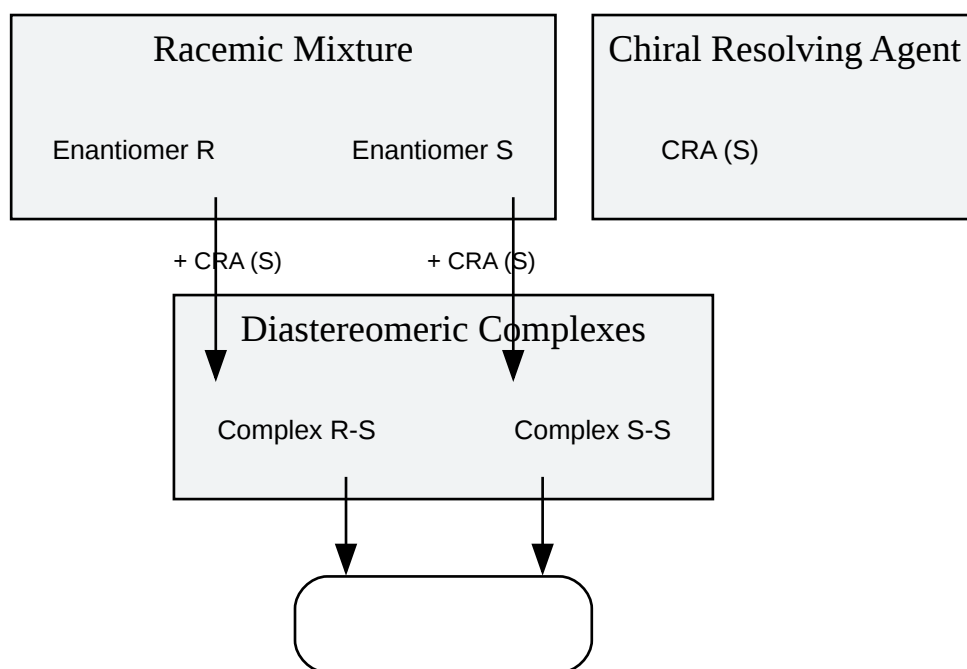 Racemic Mixture
Chiral Resolving Agent
Enantiomer R
Enantiomer S
CRA (S)
+ CRA (S)
+ CRA (S)
Diastereomeric Complexes
Complex R-S
Complex S-S